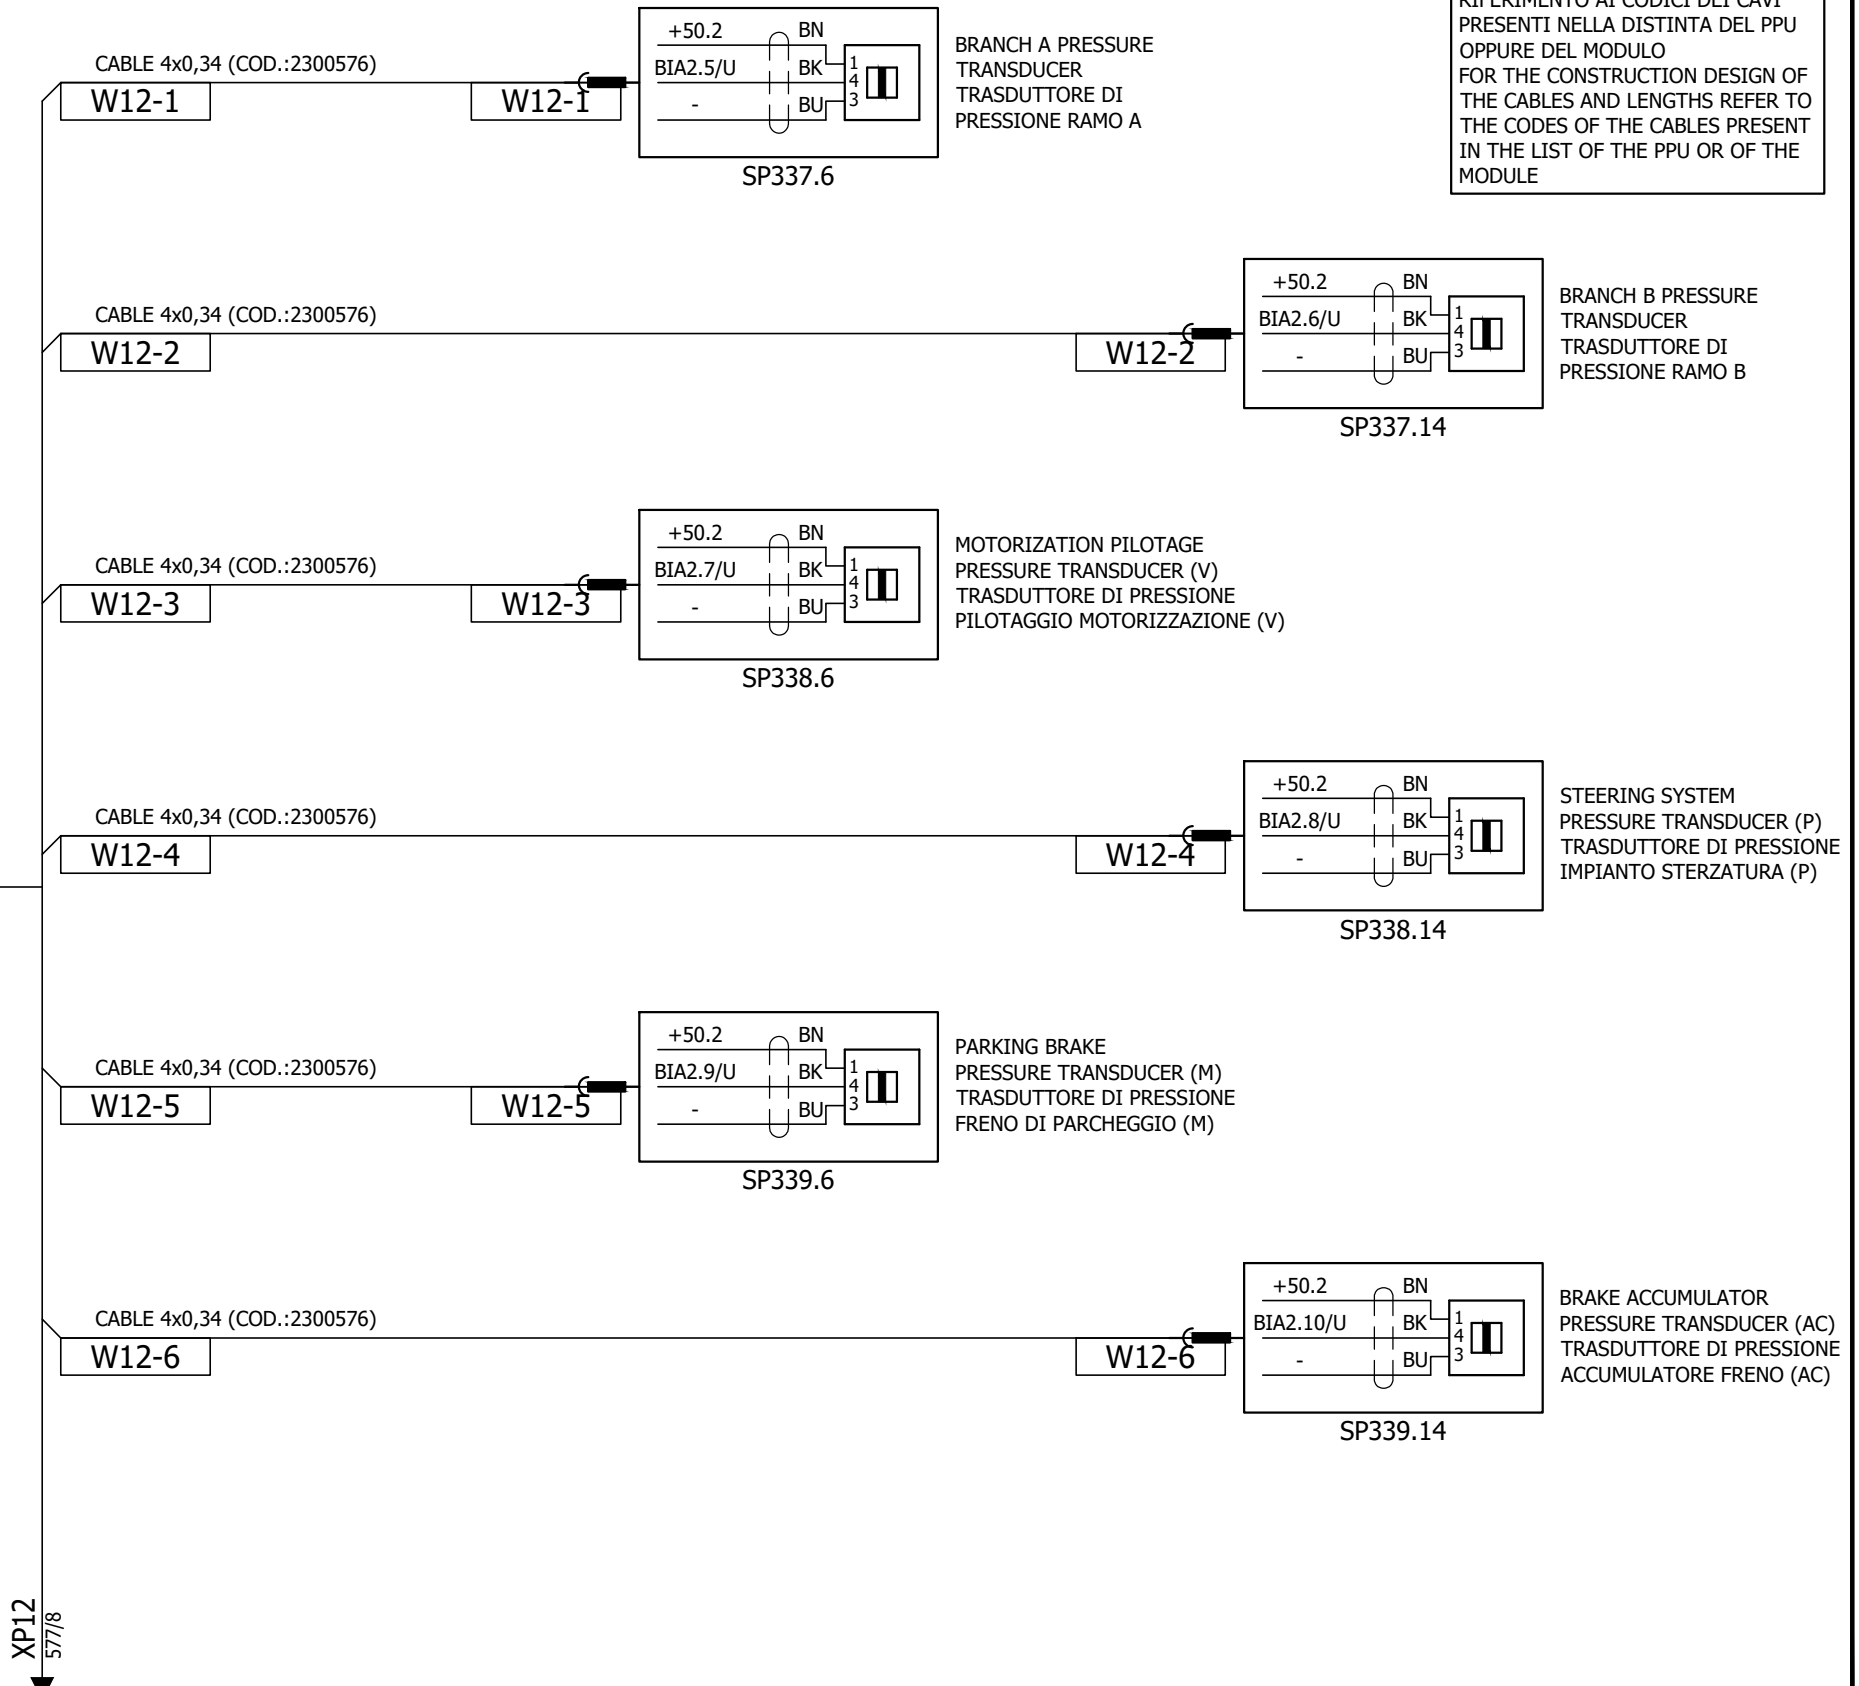 RIFERIMENTO AI CODICI DEI CAVI
PRESENTI NELLA DISTINTA DEL PPU
OPPURE DEL MODULO
FOR THE CONSTRUCTION DESIGN OF
THE CABLES AND LENGTHS REFER TO
THE CODES OF THE CABLES PRESENT
IN THE LIST OF THE PPU OR OF THE
MODULE
CABLE 4x0,34 (COD.:2300576)
W12-1
W12-1
+50.2 BN
BIA2.5/U BK
- BU
1
4
3
SP337.6
BRANCH A PRESSURE
TRANSDUCER
TRASDUTTORE DI
PRESSIONE RAMO A
CABLE 4x0,34 (COD.:2300576)
W12-2
W12-2
+50.2 BN
BIA2.6/U BK
- BU
1
4
3
SP337.14
BRANCH B PRESSURE
TRANSDUCER
TRASDUTTORE DI
PRESSIONE RAMO B
CABLE 4x0,34 (COD.:2300576)
W12-3
W12-3
+50.2 BN
BIA2.7/U BK
- BU
1
4
3
SP338.6
MOTORIZATION PILOTAGE
PRESSURE TRANSDUCER (V)
TRASDUTTORE DI PRESSIONE
PILOTAGGIO MOTORIZZAZIONE (V)
CABLE 4x0,34 (COD.:2300576)
W12-4
W12-4
+50.2 BN
BIA2.8/U BK
- BU
1
4
3
SP338.14
STEERING SYSTEM
PRESSURE TRANSDUCER (P)
TRASDUTTORE DI PRESSIONE
IMPIANTO STERZATURA (P)
CABLE 4x0,34 (COD.:2300576)
W12-5
W12-5
+50.2 BN
BIA2.9/U BK
- BU
1
4
3
SP339.6
PARKING BRAKE
PRESSURE TRANSDUCER (M)
TRASDUTTORE DI PRESSIONE
FRENO DI PARCHEGGIO (M)
CABLE 4x0,34 (COD.:2300576)
W12-6
W12-6
+50.2 BN
BIA2.10/U BK
- BU
1
4
3
SP339.14
BRAKE ACCUMULATOR
PRESSURE TRANSDUCER (AC)
TRASDUTTORE DI PRESSIONE
ACCUMULATORE FRENO (AC)
XP12
577/8